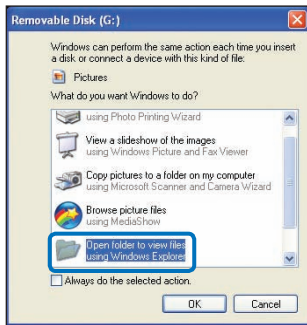 Removable Disk (G:)
Windows can perform the same action each time you insert
a disk or connect a device with this kind of file:
Pictures
What do you want Windows to do?
using Photo Printing Wizard
View a slideshow of the images
using Windows Picture and Fax Viewer
Copy pictures to a folder on my computer
using Microsoft Scanner and Camera Wizard
Browse picture files
using MediaShow
Open folder to view files
using Windows Explorer
Always do the selected action.
OK
Cancel